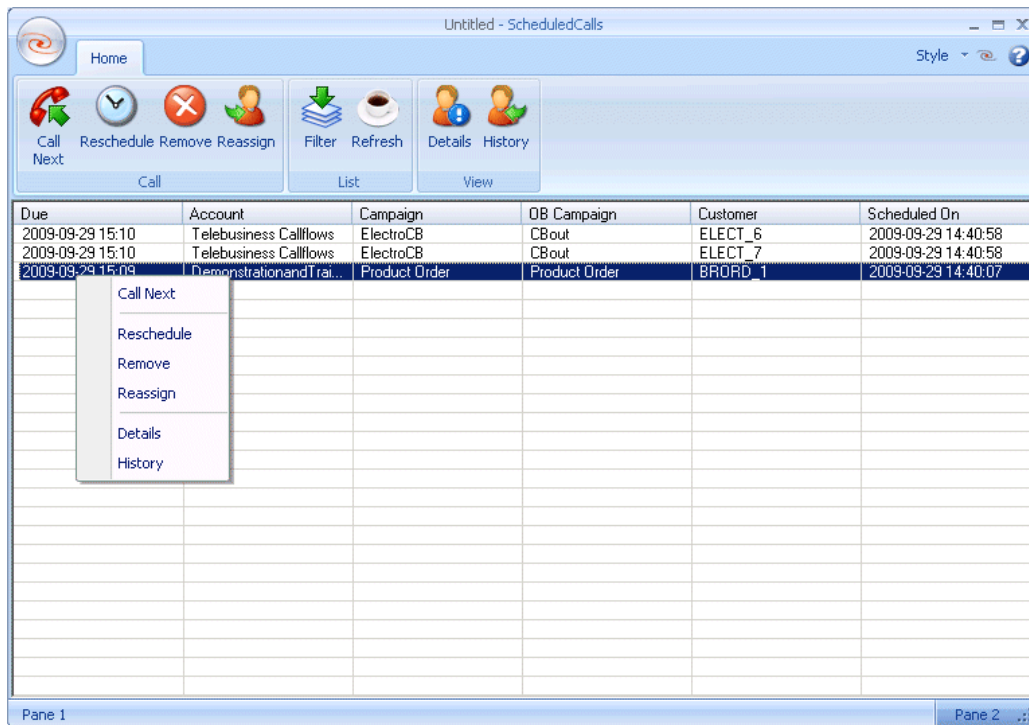 Untitled - ScheduledCalls
Home
Style
Call Next
Reschedule
Remove
Reassign
Filter
Refresh
Details
History
Call
List
View
Due Account Campaign OB Campaign Customer Scheduled On
2009-09-29 15:10 Telebusiness Callflows ElectroCB CBout ELECT_6 2009-09-29 14:40:58
2009-09-29 15:10 Telebusiness Callflows ElectroCB CBout ELECT_7 2009-09-29 14:40:58
2009-09-29 15:09 DemonstrationandTrai... Product Order Product Order BRORD_1 2009-09-29 14:40:07
Call Next
Reschedule
Remove
Reassign
Details
History
Pane 1
Pane 2